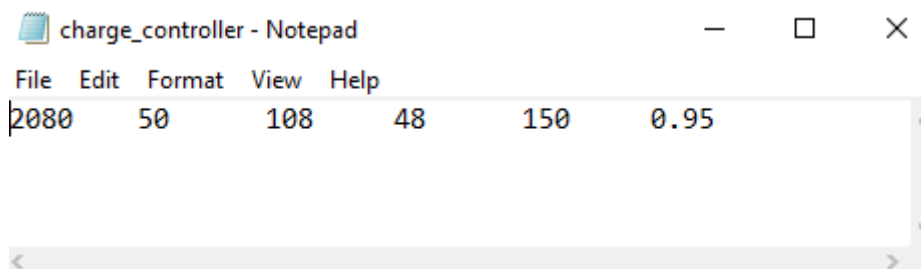 charge_controller - Notepad
File Edit Format View Help
2080 50 108 48 150 0.95